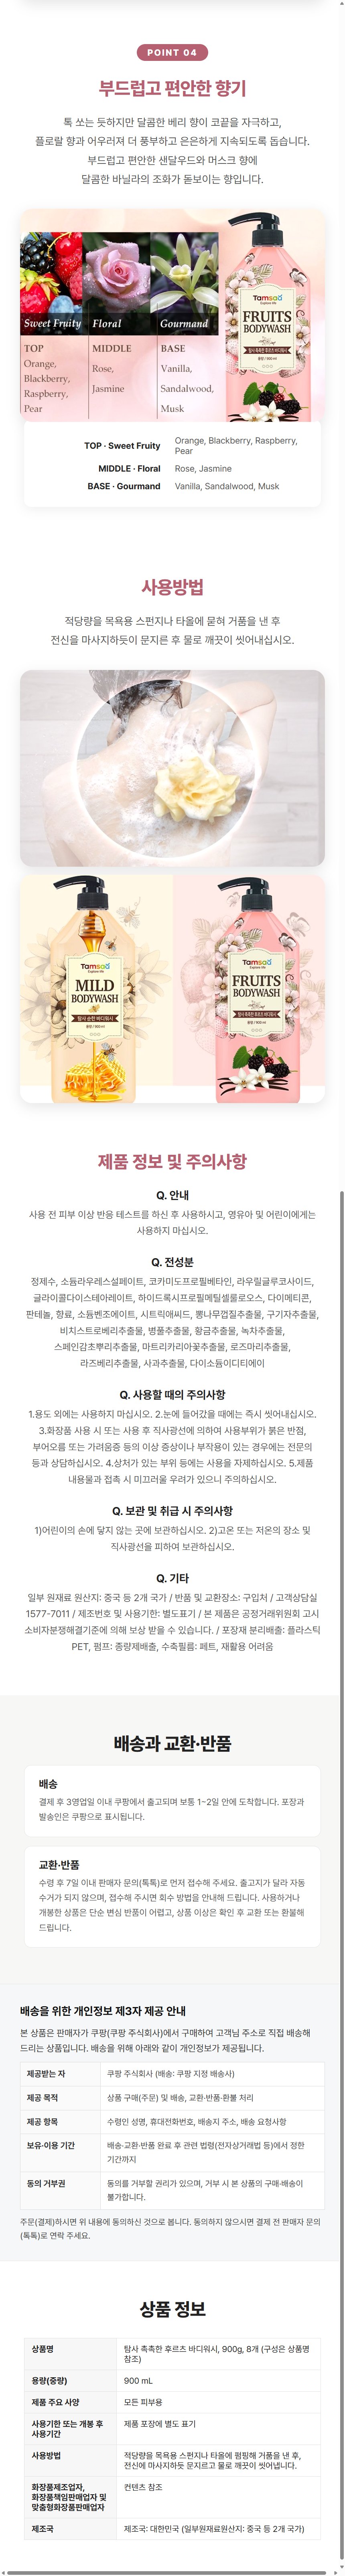 POINT 04
부드럽고 편안한 향기
톡 쏘는 듯하지만 달콤한 베리 향이 코끝을 자극하고,
플로랄 향과 어우러져 더 풍부하고 은은하게 지속되도록 돕습니다.
부드럽고 편안한 샌달우드와 머스크 향에
달콤한 바닐라의 조화가 돋보이는 향입니다.
Sweet Fruity
Floral
Gourmand
TOP
Orange,
Blackberry,
Raspberry,
Pear
MIDDLE
Rose,
Jasmine
BASE
Vanilla,
Sandalwood,
Musk
Tamsaa
Explore life
FRUITS
BODYWASH
탐사 촉촉한 후르츠 바디워시
용량 / 900 ml
TOP · Sweet Fruity
Orange, Blackberry, Raspberry,
Pear
MIDDLE · Floral
Rose, Jasmine
BASE · Gourmand
Vanilla, Sandalwood, Musk
사용방법
적당량을 목욕용 스펀지나 타올에 묻혀 거품을 낸 후
전신을 마사지하듯이 문지른 후 물로 깨끗이 씻어내십시오.
Tamsaa
Explore life
MILD
BODYWASH
탐사 순한 바디워시
용량 / 900 ml
Tamsaa
Explore life
FRUITS
BODYWASH
탐사 촉촉한 후르츠 바디워시
용량 / 900 ml
제품 정보 및 주의사항
Q. 안내
사용 전 피부 이상 반응 테스트를 하신 후 사용하시고, 영유아 및 어린이에게는
사용하지 마십시오.
Q. 전성분
정제수, 소듐라우레스설페이트, 코카미도프로필베타인, 라우릴글루코사이드,
글라이콜다이스테아레이트, 하이드록시프로필메틸셀룰로오스, 다이메티콘,
판테놀, 향료, 소듐벤조에이트, 시트릭애씨드, 뽕나무껍질추출물, 구기자추출물,
비치스트로베리추출물, 병풀추출물, 황금추출물, 녹차추출물,
스페인감초뿌리추출물, 마트리카리아꽃추출물, 로즈마리추출물,
라즈베리추출물, 사과추출물, 다이소듐이디티에이
Q. 사용할 때의 주의사항
1.용도 외에는 사용하지 마십시오. 2.눈에 들어갔을 때에는 즉시 씻어내십시오.
3.화장품 사용 시 또는 사용 후 직사광선에 의하여 사용부위가 붉은 반점,
부어오름 또는 가려움증 등의 이상 증상이나 부작용이 있는 경우에는 전문의
등과 상담하십시오. 4.상처가 있는 부위 등에는 사용을 자제하십시오. 5.제품
내용물과 접촉 시 미끄러울 우려가 있으니 주의하십시오.
Q. 보관 및 취급 시 주의사항
1)어린이의 손에 닿지 않는 곳에 보관하십시오. 2)고온 또는 저온의 장소 및
직사광선을 피하여 보관하십시오.
Q. 기타
일부 원재료 원산지: 중국 등 2개 국가 / 반품 및 교환장소: 구입처 / 고객상담실
1577-7011 / 제조번호 및 사용기한: 별도표기 / 본 제품은 공정거래위원회 고시
소비자분쟁해결기준에 의해 보상 받을 수 있습니다. / 포장재 분리배출: 플라스틱
PET, 펌프: 종량제배출, 수축필름: 페트, 재활용 어려움
배송과 교환·반품
배송
결제 후 3영업일 이내 쿠팡에서 출고되며 보통 1~2일 안에 도착합니다. 포장과
발송인은 쿠팡으로 표시됩니다.
교환·반품
수령 후 7일 이내 판매자 문의(톡톡)로 먼저 접수해 주세요. 출고지가 달라 자동
수거가 되지 않으며, 접수해 주시면 회수 방법을 안내해 드립니다. 사용하거나
개봉한 상품은 단순 변심 반품이 어렵고, 상품 이상은 확인 후 교환 또는 환불해
드립니다.
배송을 위한 개인정보 제3자 제공 안내
본 상품은 판매자가 쿠팡(쿠팡 주식회사)에서 구매하여 고객님 주소로 직접 배송해
드리는 상품입니다. 배송을 위해 아래와 같이 개인정보가 제공됩니다.
제공받는 자
쿠팡 주식회사 (배송: 쿠팡 지정 배송사)
제공 목적
상품 구매(주문) 및 배송, 교환·반품·환불 처리
제공 항목
수령인 성명, 휴대전화번호, 배송지 주소, 배송 요청사항
보유·이용 기간
배송·교환·반품 완료 후 관련 법령(전자상거래법 등)에서 정한
기간까지
동의 거부권
동의를 거부할 권리가 있으며, 거부 시 본 상품의 구매·배송이
불가합니다.
주문(결제)하시면 위 내용에 동의하신 것으로 봅니다. 동의하지 않으시면 결제 전 판매자 문의
(톡톡)로 연락 주세요.
상품 정보
상품명
탐사 촉촉한 후르츠 바디워시, 900g, 8개 (구성은 상품명
참조)
용량(중량)
900 mL
제품 주요 사양
모든 피부용
사용기한 또는 개봉 후
사용기간
제품 포장에 별도 표기
사용방법
적당량을 목욕용 스펀지나 타올에 펌핑해 거품을 낸 후,
전신에 마사지하듯 문지르고 물로 깨끗이 씻어냅니다.
화장품제조업자,
화장품책임판매업자 및
맞춤형화장품판매업자
컨텐츠 참조
제조국
제조국: 대한민국 (일부원재료원산지: 중국 등 2개 국가)